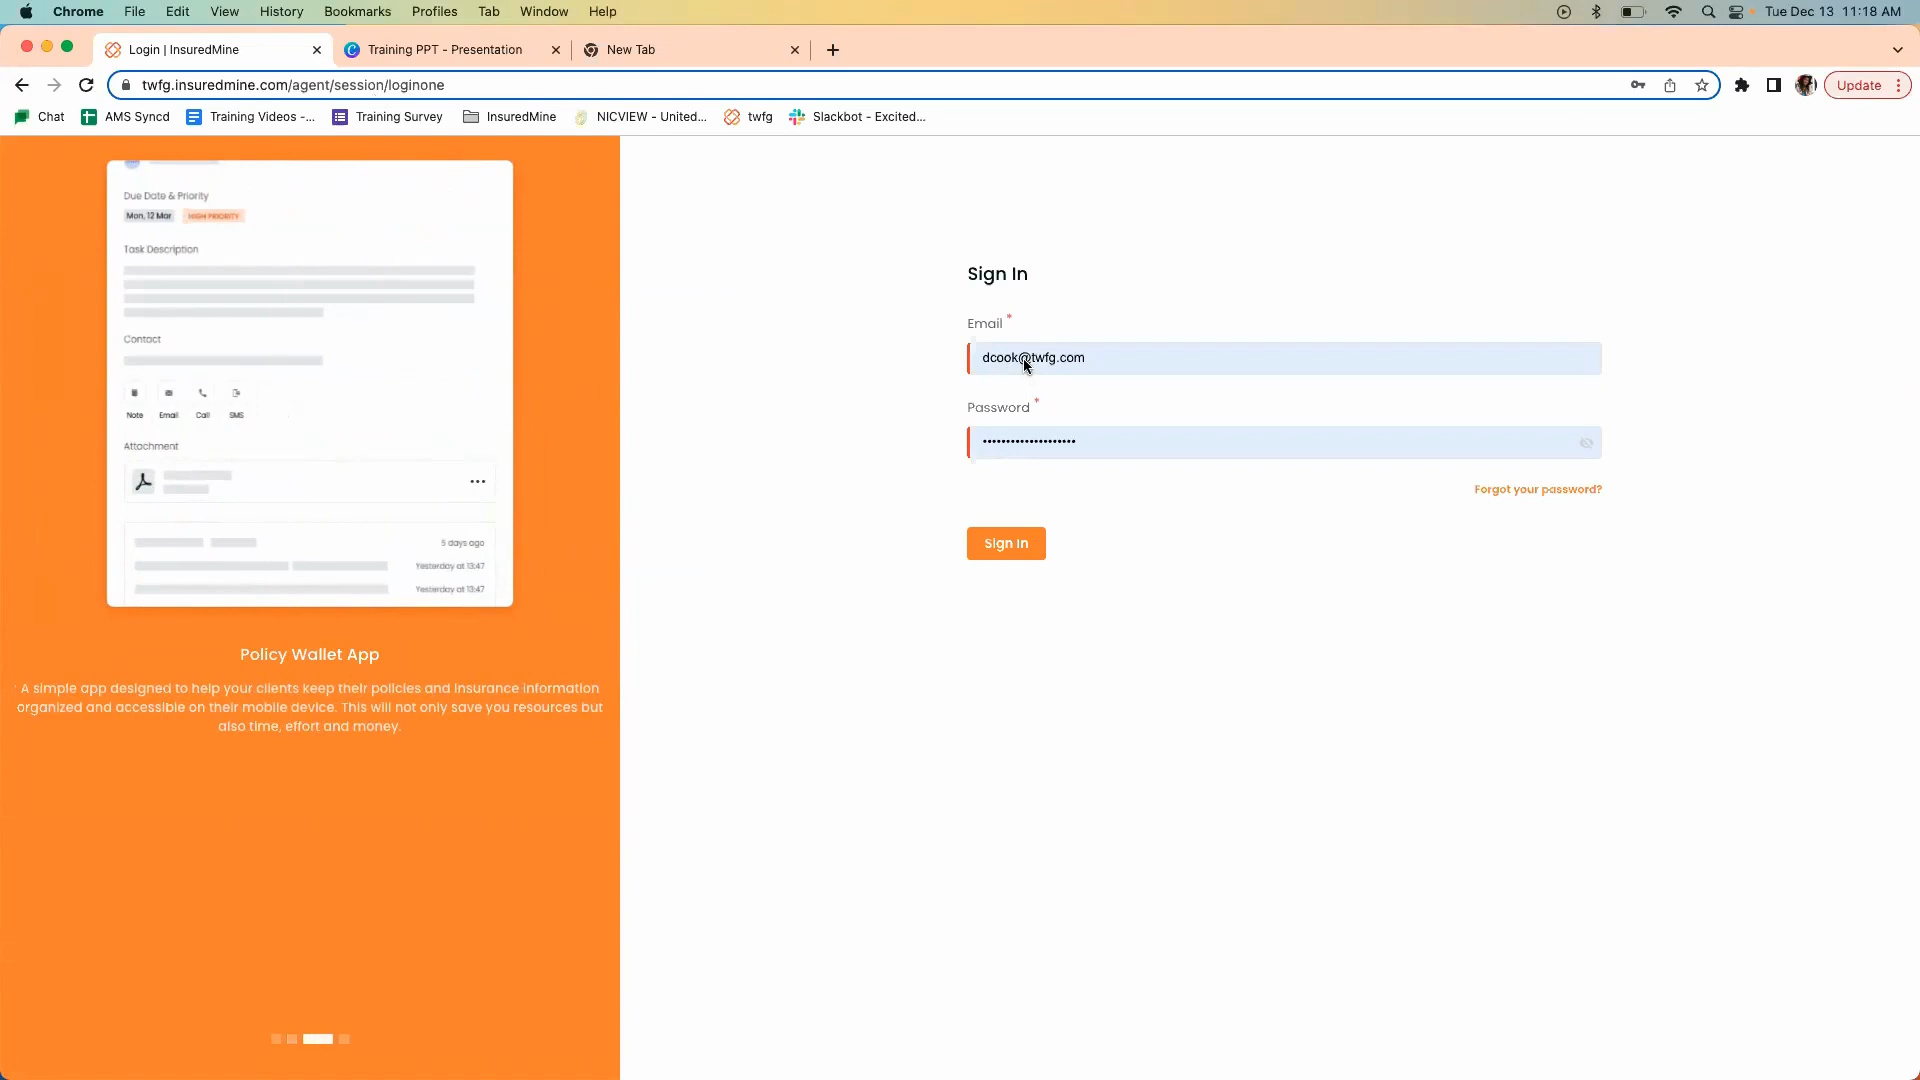 Chrome File Edit View History Bookmarks Profiles Tab Window Help Tue Dec 13 11:18 AM
Login | InsuredMine Training PPT - Presentation New Tab
twfg.insuredmine.com/agent/session/loginone Update
Chat AMS Syncd Training Videos -... Training Survey InsuredMine NICVIEW - United... twfg Slackbot - Excited...
Due Date & Priority
Mon, 12 Mar HIGH PRIORITY
Task Description
Contact
Note Email Call SMS
Attachment
5 days ago
Yesterday at 13:47
Yesterday at 13:47
Policy Wallet App
A simple app designed to help your clients keep their policies and insurance information
organized and accessible on their mobile device. This will not only save you resources but
also time, effort and money.
Sign In
Email *
dcook@twfg.com
Password *
••••••••••••••••••••
Forgot your password?
Sign In